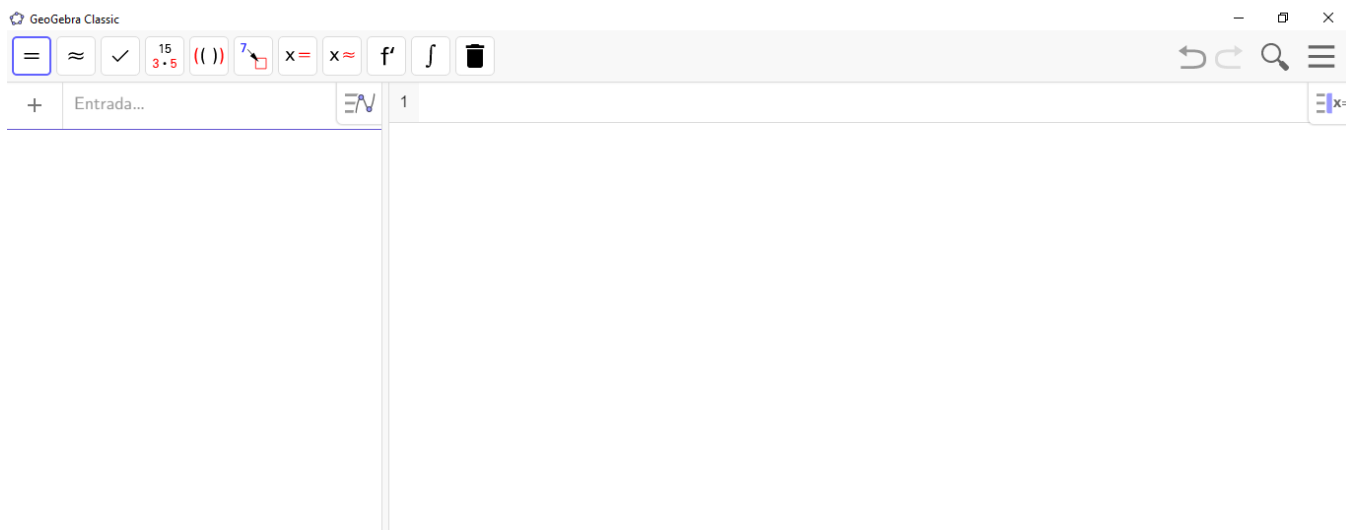 GeoGebra Classic
= ≈ ✓ 15 3·5 (( )) 7 x= x≈ f‘ ∫
+ Entrada... 1 x=